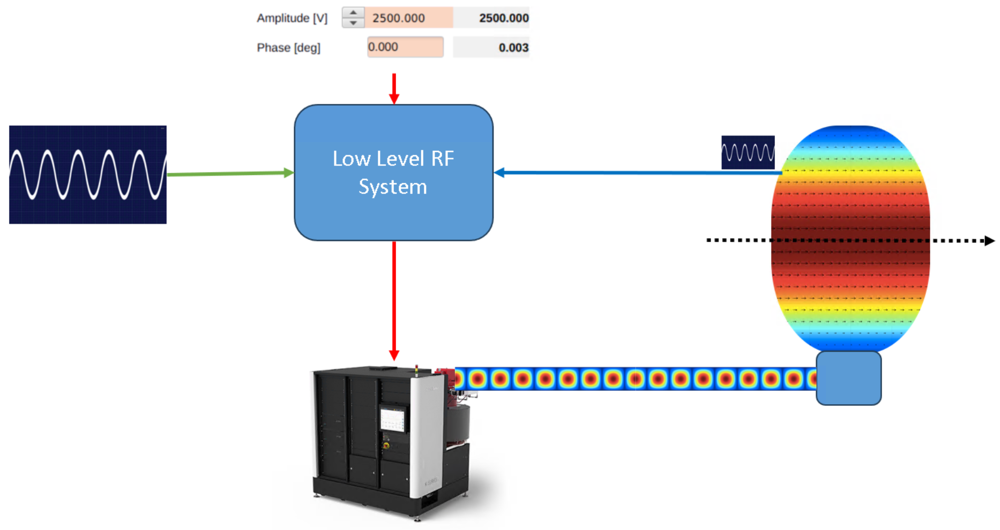 Amplitude [V] 2500.000 2500.000
Phase [deg] 0.000 0.003
Low Level RF
System